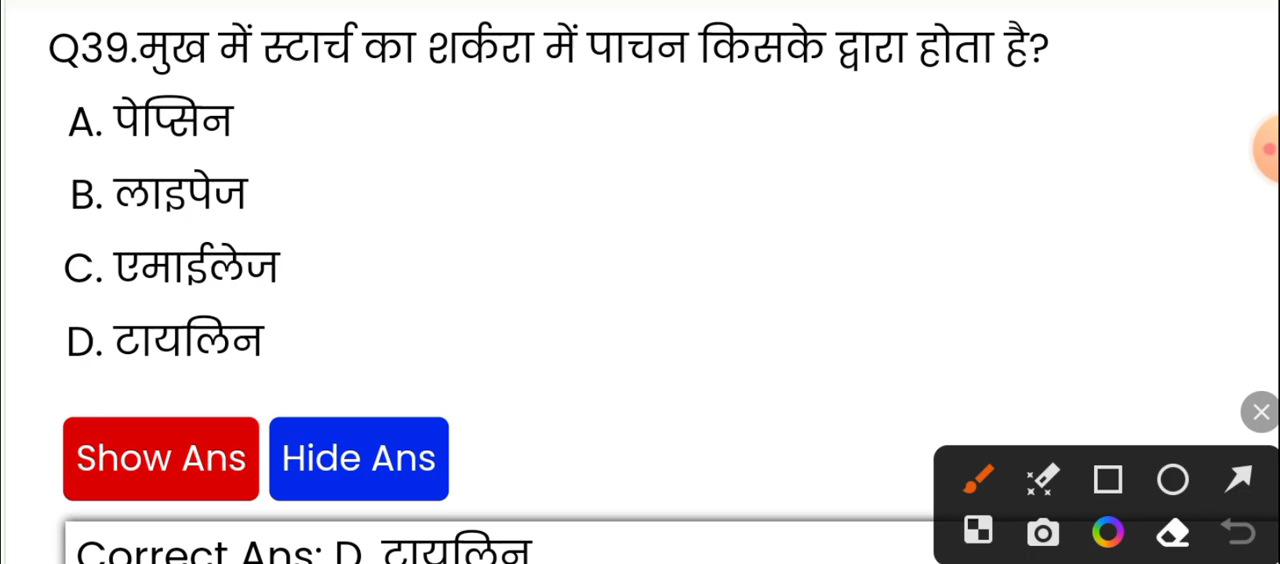 Q39.मुख में स्टार्च का शर्करा में पाचन किसके द्वारा होता है?
A. पेप्सिन
B. लाइपेज
C. एमाईलेज
D. टायलिन
Show Ans Hide Ans
Correct Ans: D. टायलिन